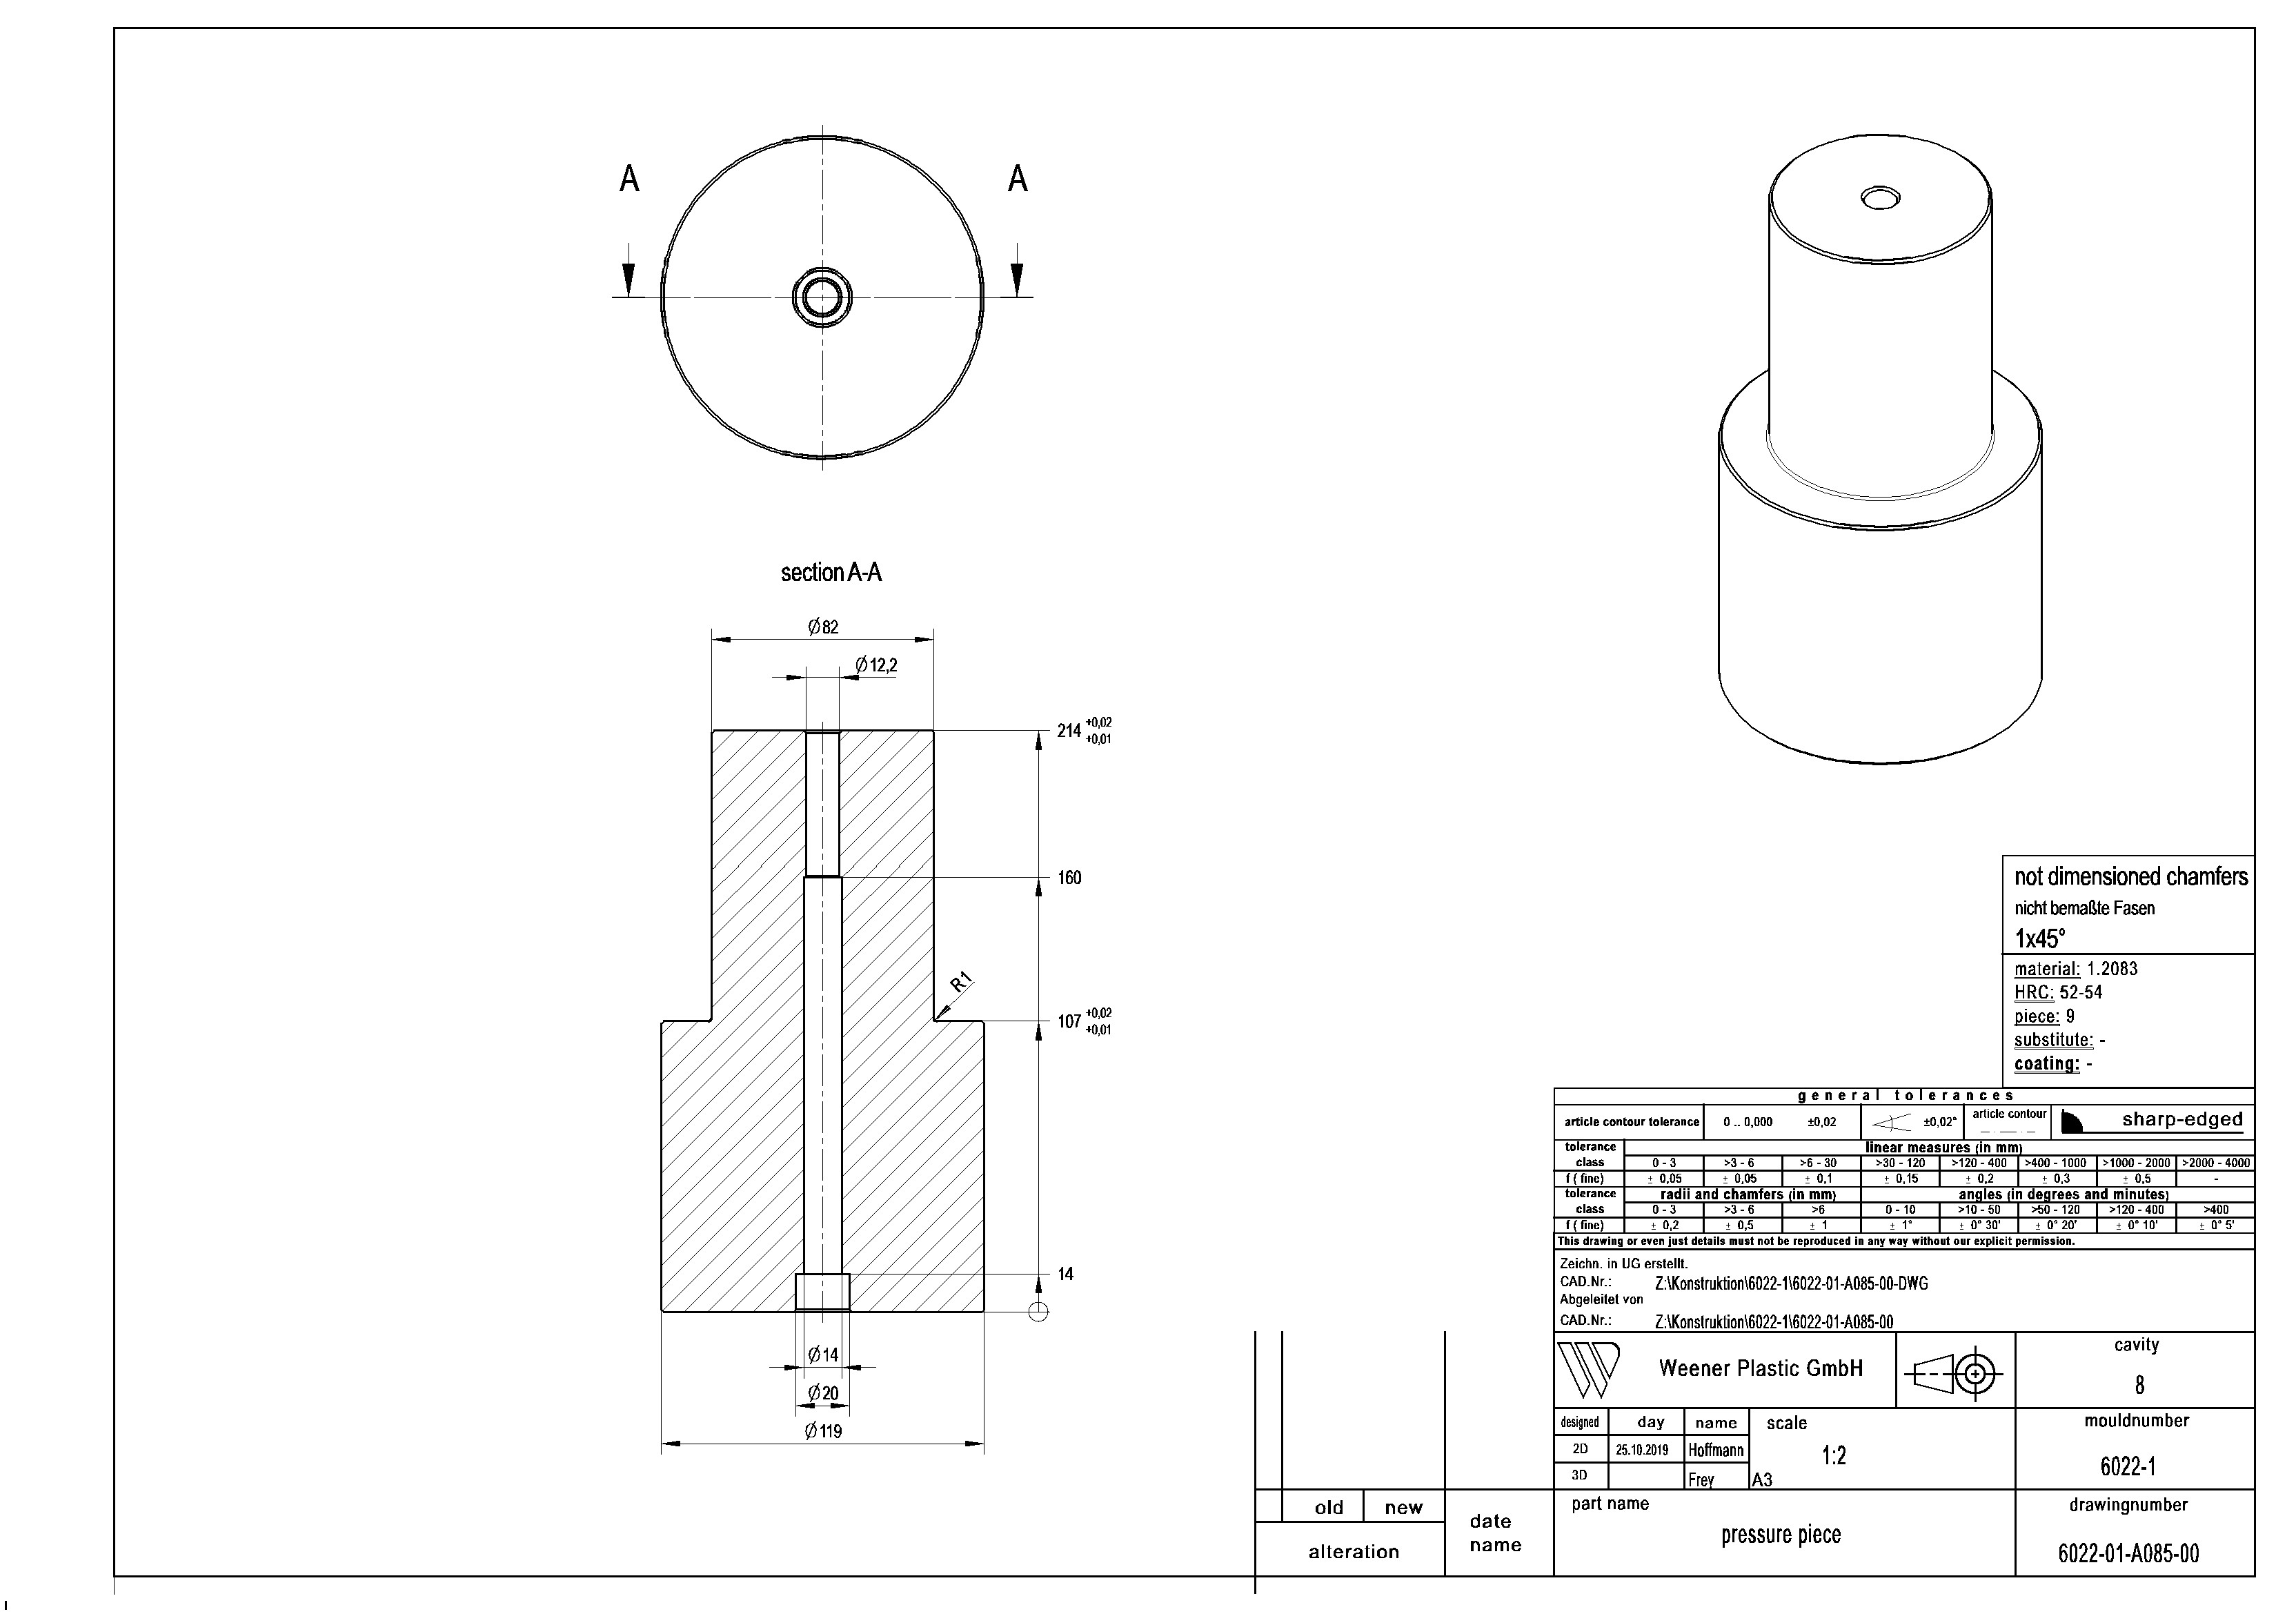 A A
section A-A
Ø82
Ø12,2
214 +0,02 +0,01
160
R1
107 +0,02 +0,01
14
Ø14
Ø20
Ø119
not dimensioned chamfers
nicht bemaßte Fasen
1x45°
material: 1.2083
HRC: 52-54
piece: 9
substitute: -
coating: -
general tolerances
article contour tolerance 0 .. 0,000 ±0,02 ±0,02° article contour sharp-edged
tolerance linear measures (in mm)
class 0 - 3 >3 - 6 >6 - 30 >30 - 120 >120 - 400 >400 - 1000 >1000 - 2000 >2000 - 4000
f ( fine) ± 0,05 ± 0,05 ± 0,1 ± 0,15 ± 0,2 ± 0,3 ± 0,5 -
tolerance radii and chamfers (in mm) angles (in degrees and minutes)
class 0 - 3 >3 - 6 >6 0 - 10 >10 - 50 >50 - 120 >120 - 400 >400
f ( fine) ± 0,2 ± 0,5 ± 1 ± 1° ± 0° 30' ± 0° 20' ± 0° 10' ± 0° 5'
This drawing or even just details must not be reproduced in any way without our explicit permission.
Zeichn. in UG erstellt.
CAD.Nr.: Z:\Konstruktion\6022-1\6022-01-A085-00-DWG
Abgeleitet von
CAD.Nr.: Z:\Konstruktion\6022-1\6022-01-A085-00
Weener Plastic GmbH
cavity
8
designed day name scale
2D 25.10.2019 Hoffmann 1:2
3D Frey A3
mouldnumber
6022-1
part name
pressure piece
drawingnumber
6022-01-A085-00
old new
alteration
date
name